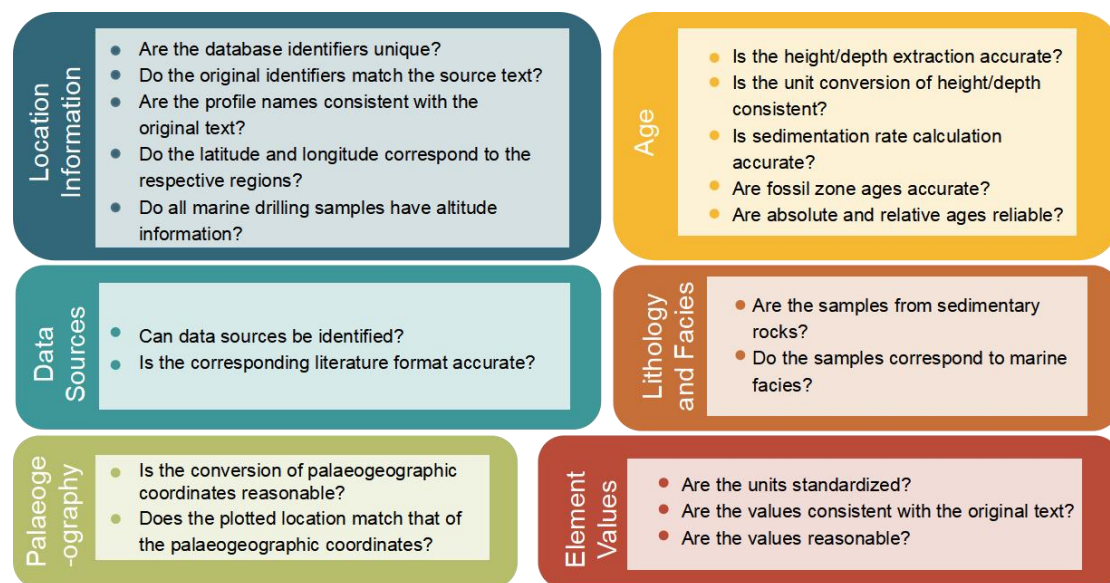 Location
Information
Are the database identifiers unique?
Do the original identifiers match the source text?
Are the profile names consistent with the
original text?
Do the latitude and longitude correspond to the
respective regions?
Do all marine drilling samples have altitude
information?
Age
Is the height/depth extraction accurate?
Is the unit conversion of height/depth
consistent?
Is sedimentation rate calculation
accurate?
Are fossil zone ages accurate?
Are absolute and relative ages reliable?
Data
Sources
Can data sources be identified?
Is the corresponding literature format accurate?
Lithology
and Facies
Are the samples from sedimentary
rocks?
Do the samples correspond to marine
facies?
Palaeoge
-ography
Is the conversion of palaeogeographic
coordinates reasonable?
Does the plotted location match that of
the palaeogeographic coordinates?
Element
Values
Are the units standardized?
Are the values consistent with the original text?
Are the values reasonable?